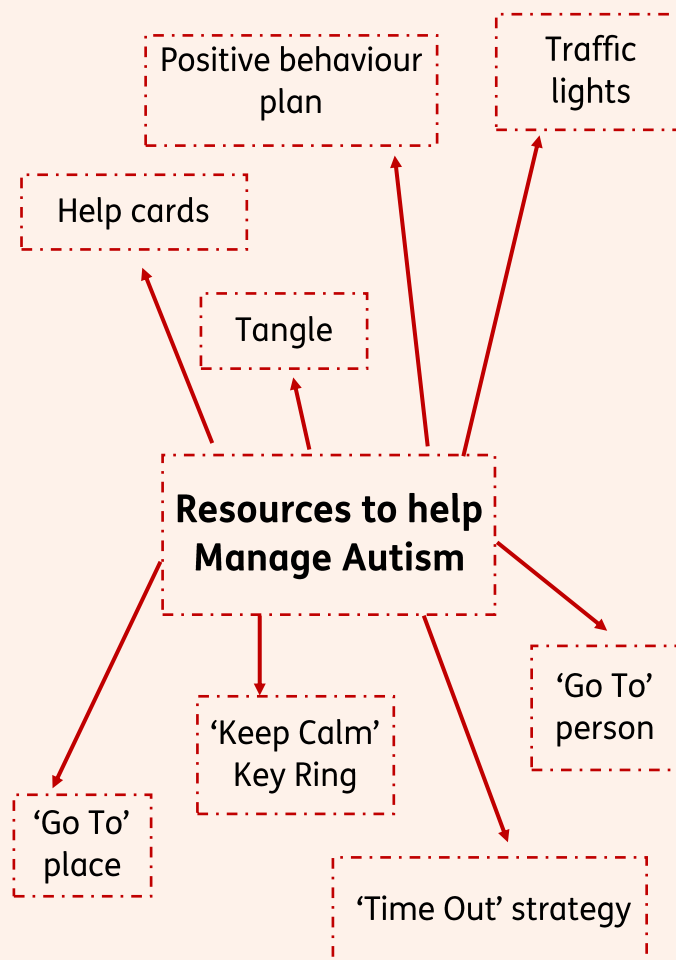 Positive behaviour
plan
Traffic
lights
Help cards
Tangle
Resources to help
Manage Autism
‘Go To’
person
‘Keep Calm’
Key Ring
‘Go To’
place
‘Time Out’ strategy